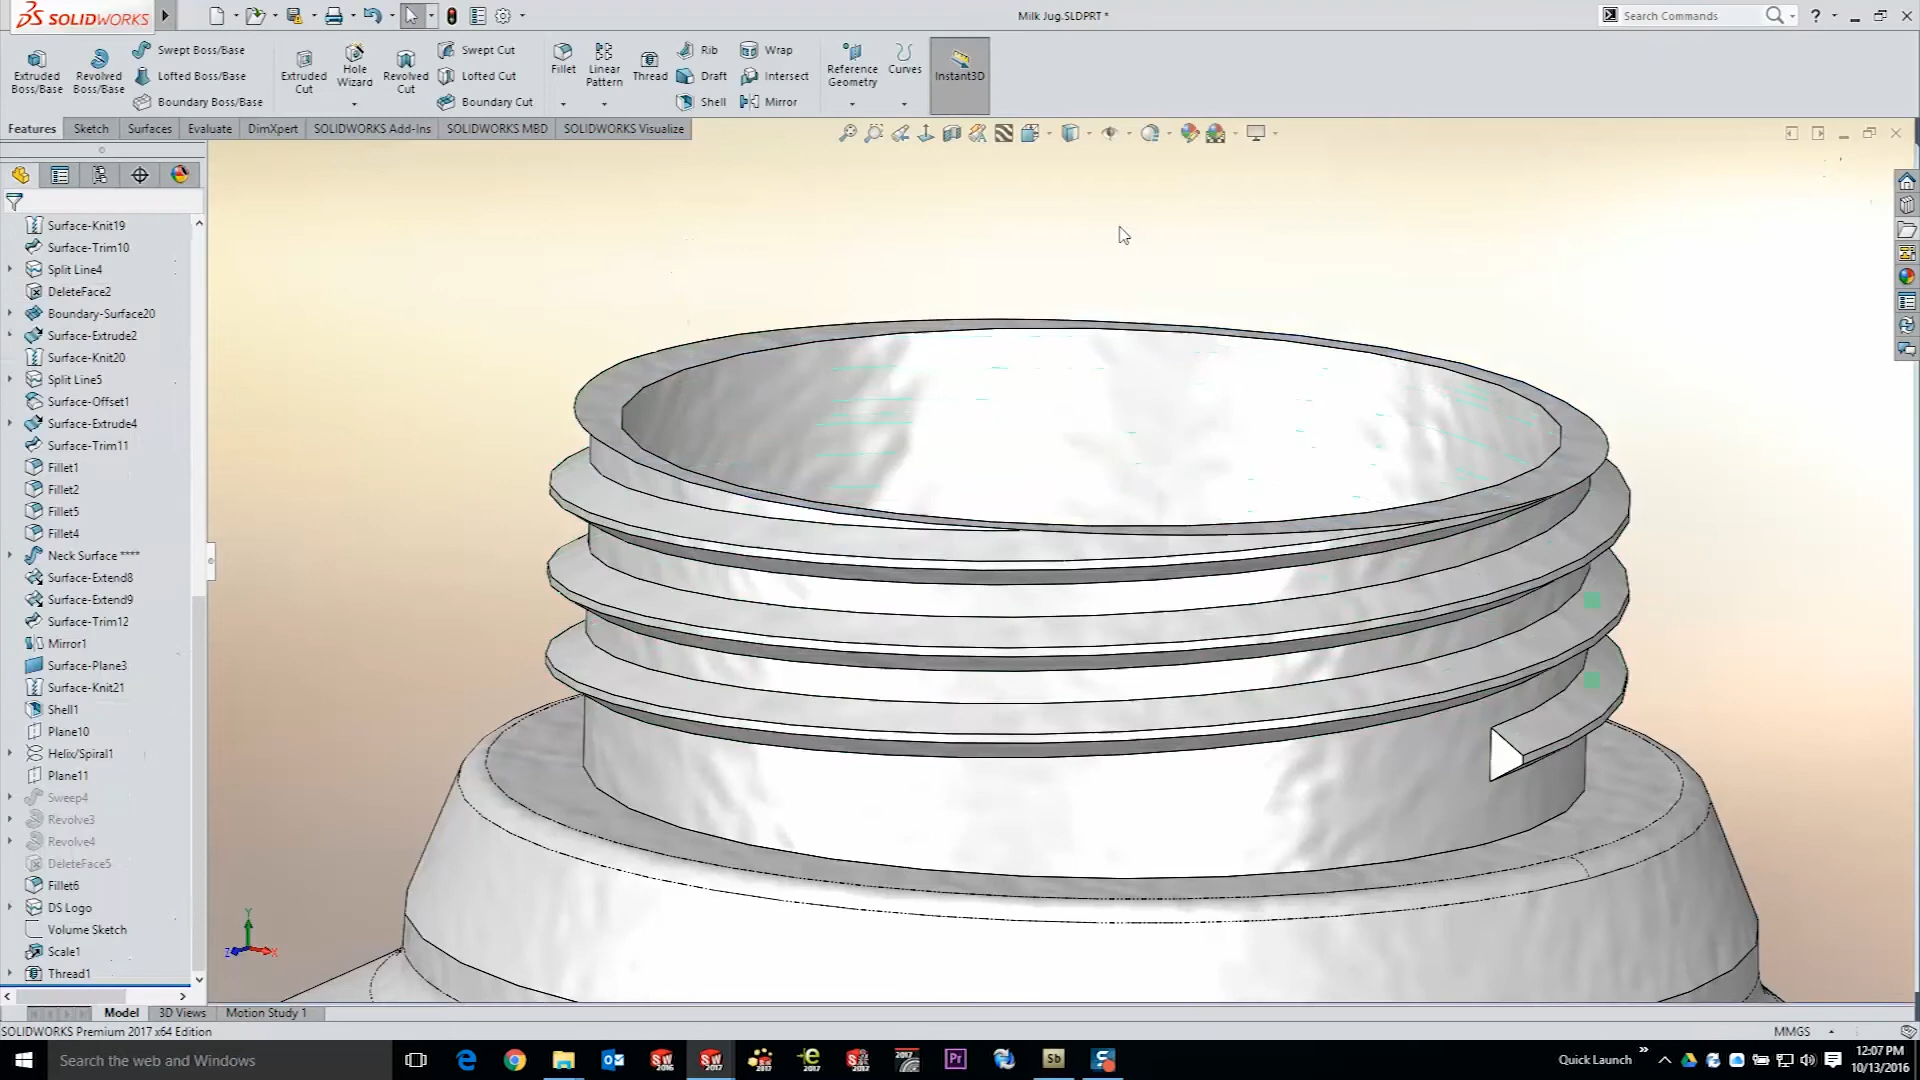 SOLIDWORKS
Milk Jug.SLDPRT *
Search Commands
?
Extruded Boss/Base
Revolved Boss/Base
Swept Boss/Base
Lofted Boss/Base
Boundary Boss/Base
Extruded Cut
Hole Wizard
Revolved Cut
Swept Cut
Lofted Cut
Boundary Cut
Fillet
Linear Pattern
Thread
Rib
Draft
Shell
Wrap
Intersect
Mirror
Reference Geometry
Curves
Instant3D
Features Sketch Surfaces Evaluate DimXpert SOLIDWORKS Add-Ins SOLIDWORKS MBD SOLIDWORKS Visualize
Surface-Knit19
Surface-Trim10
Split Line4
DeleteFace2
Boundary-Surface20
Surface-Extrude2
Surface-Knit20
Split Line5
Surface-Offset1
Surface-Extrude4
Surface-Trim11
Fillet1
Fillet2
Fillet5
Fillet4
Neck Surface ****
Surface-Extend8
Surface-Extend9
Surface-Trim12
Mirror1
Surface-Plane3
Surface-Knit21
Shell1
Plane10
Helix/Spiral1
Plane11
Sweep4
Revolve3
Revolve4
DeleteFace5
Fillet6
DS Logo
Volume Sketch
Scale1
Thread1
Y
Z
X
Model 3D Views Motion Study 1
SOLIDWORKS Premium 2017 x64 Edition
MMGS
Search the web and Windows
Quick Launch
12:07 PM
10/13/2016